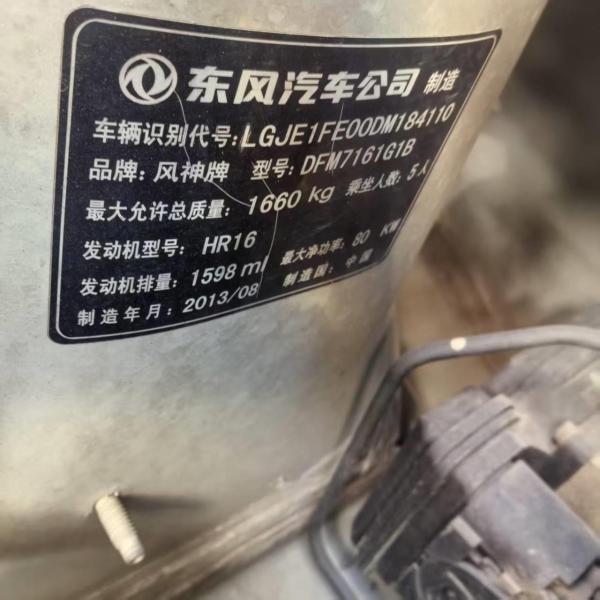 东风汽车公司 制造
车辆识别代号:LGJE1FE00DM184110
品牌:风神牌 型号:DFM7161G1B
最大允许总质量:1660 kg 乘坐人数:5人
发动机型号:HR16 最大净功率:80 KW
发动机排量:1598 ml 制造国:中国
制造年月:2013/08